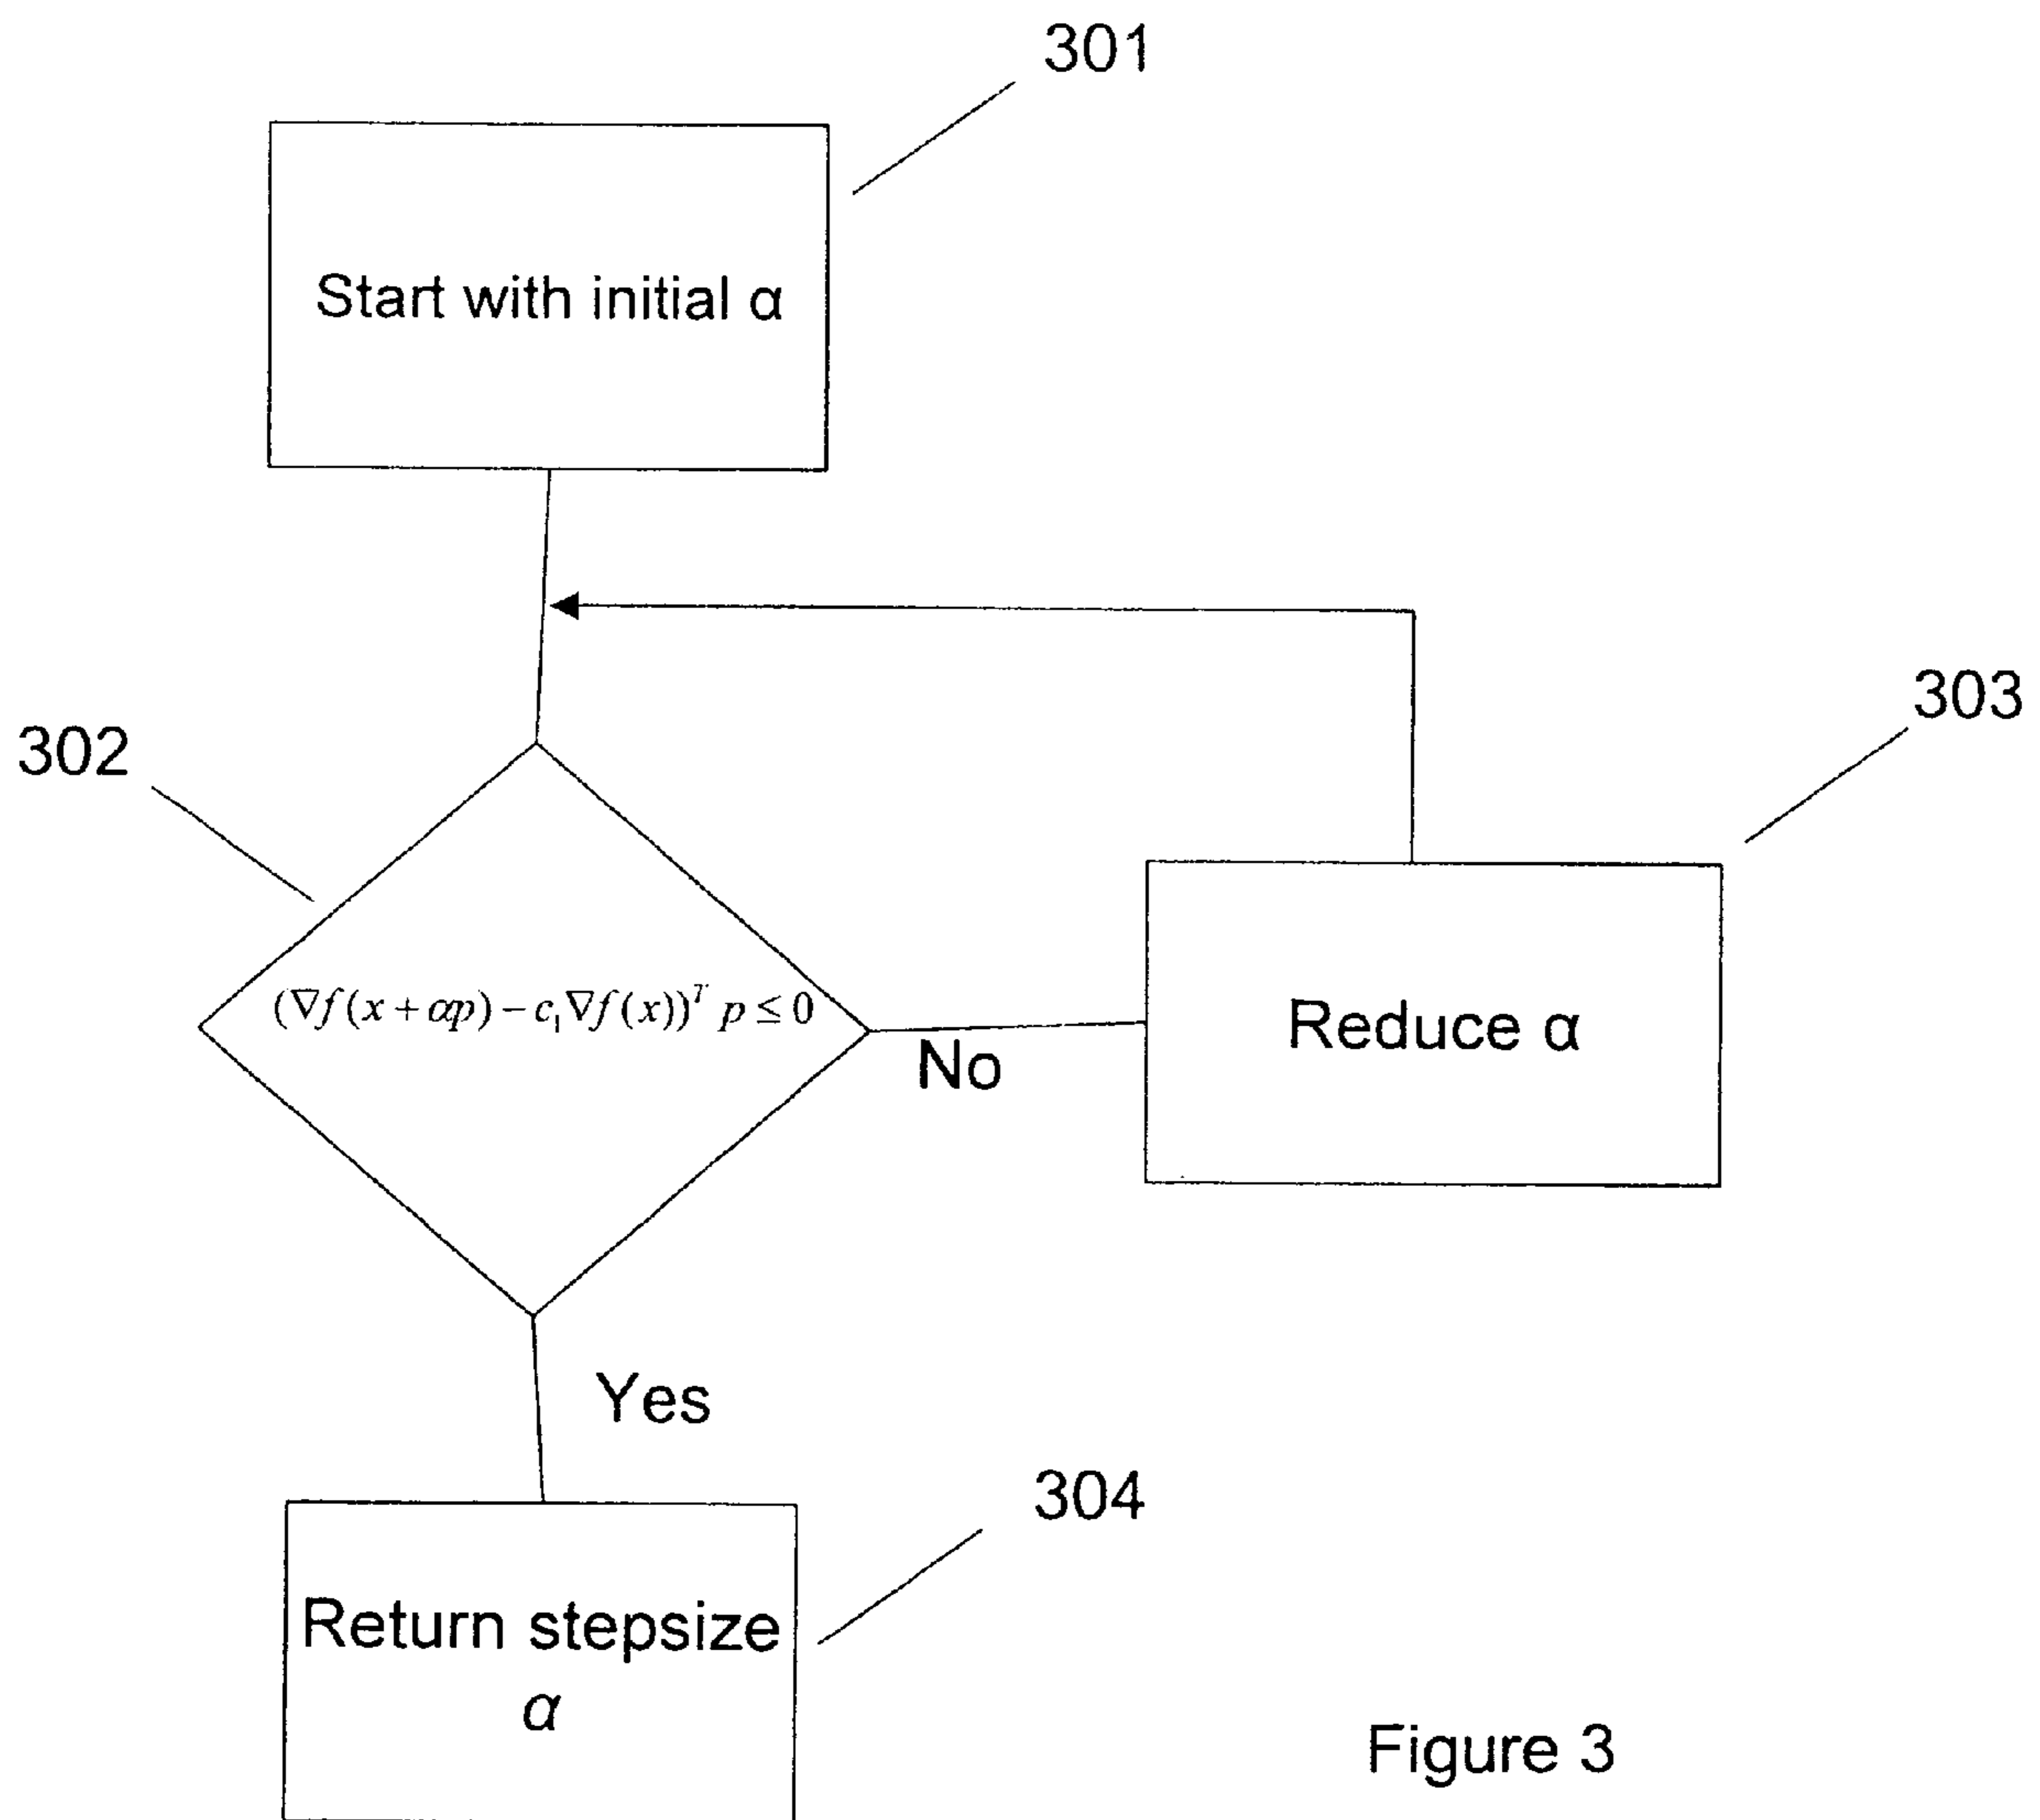 301
Start with initial α
303
302
(∇f(x + αp) − c₁∇f(x))ᵀ p ≤ 0
Reduce α
No
Yes
304
Return stepsize
α
Figure 3